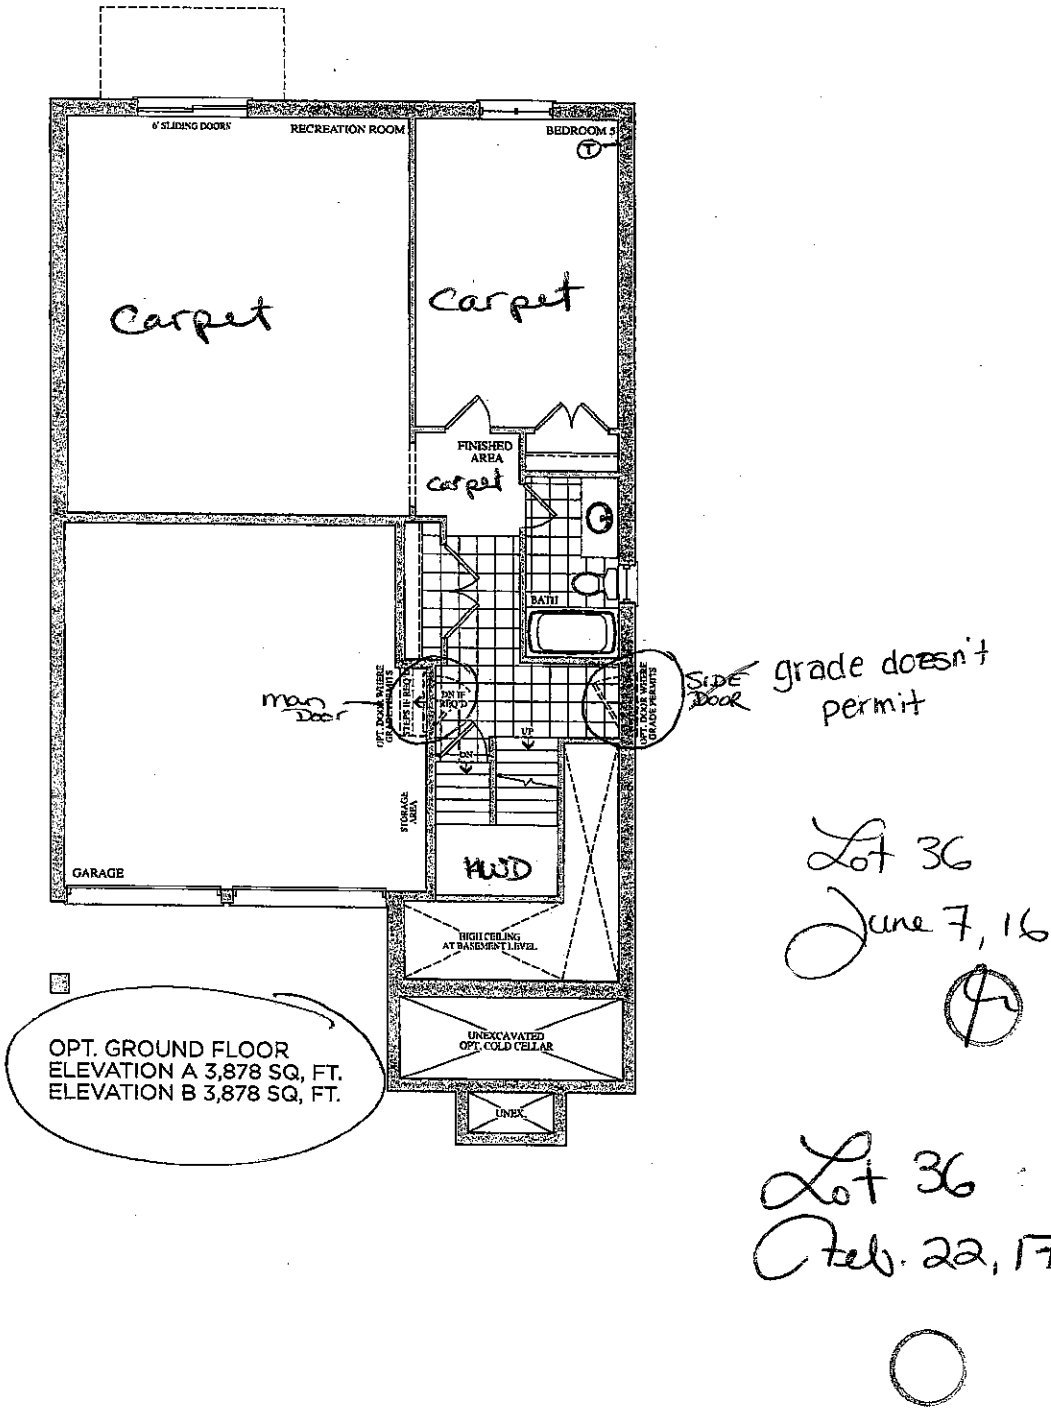 6' SLIDING DOORS
RECREATION ROOM
BEDROOM 5
T
Carpet
Carpet
FINISHED
AREA
carpet
BATH
man
Door
OPT. DOOR WHERE
GRADE PERMITS
STEPS IF REQ'D
DN IF
REQ'D
OPT. DOOR WHERE
GRADE PERMITS
SIDE
DOOR
grade doesn't
permit
UP
DN
STORAGE
AREA
HWD
GARAGE
HIGH CEILING
AT BASEMENT LEVEL
Lot 36
June 7, 16
UNEXCAVATED
OPT. COLD CELLAR
OPT. GROUND FLOOR
ELEVATION A 3,878 SQ, FT.
ELEVATION B 3,878 SQ, FT.
UNEX.
Lot 36
Feb. 22, 17